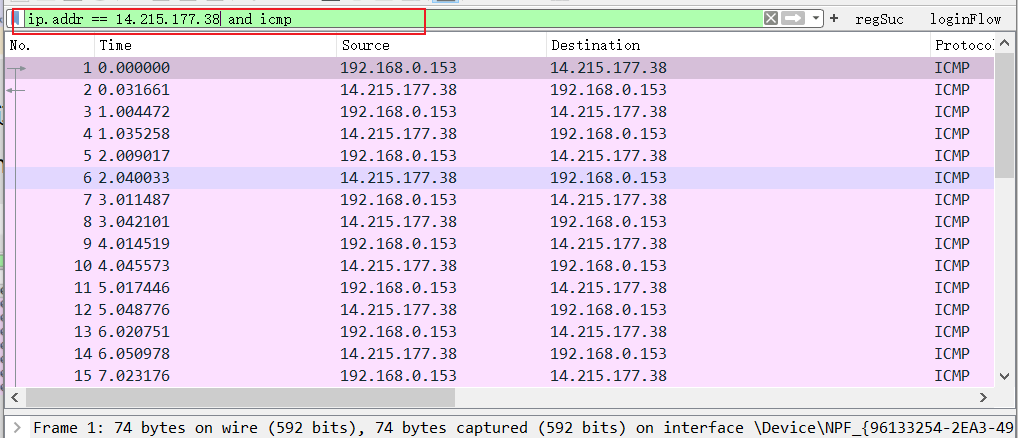 ip.addr == 14.215.177.38 and icmp + regSuc loginFlow
No. Time Source Destination Protocol
1 0.000000 192.168.0.153 14.215.177.38 ICMP
2 0.031661 14.215.177.38 192.168.0.153 ICMP
3 1.004472 192.168.0.153 14.215.177.38 ICMP
4 1.035258 14.215.177.38 192.168.0.153 ICMP
5 2.009017 192.168.0.153 14.215.177.38 ICMP
6 2.040033 14.215.177.38 192.168.0.153 ICMP
7 3.011487 192.168.0.153 14.215.177.38 ICMP
8 3.042101 14.215.177.38 192.168.0.153 ICMP
9 4.014519 192.168.0.153 14.215.177.38 ICMP
10 4.045573 14.215.177.38 192.168.0.153 ICMP
11 5.017446 192.168.0.153 14.215.177.38 ICMP
12 5.048776 14.215.177.38 192.168.0.153 ICMP
13 6.020751 192.168.0.153 14.215.177.38 ICMP
14 6.050978 14.215.177.38 192.168.0.153 ICMP
15 7.023176 192.168.0.153 14.215.177.38 ICMP
Frame 1: 74 bytes on wire (592 bits), 74 bytes captured (592 bits) on interface \Device\NPF_{96133254-2EA3-49